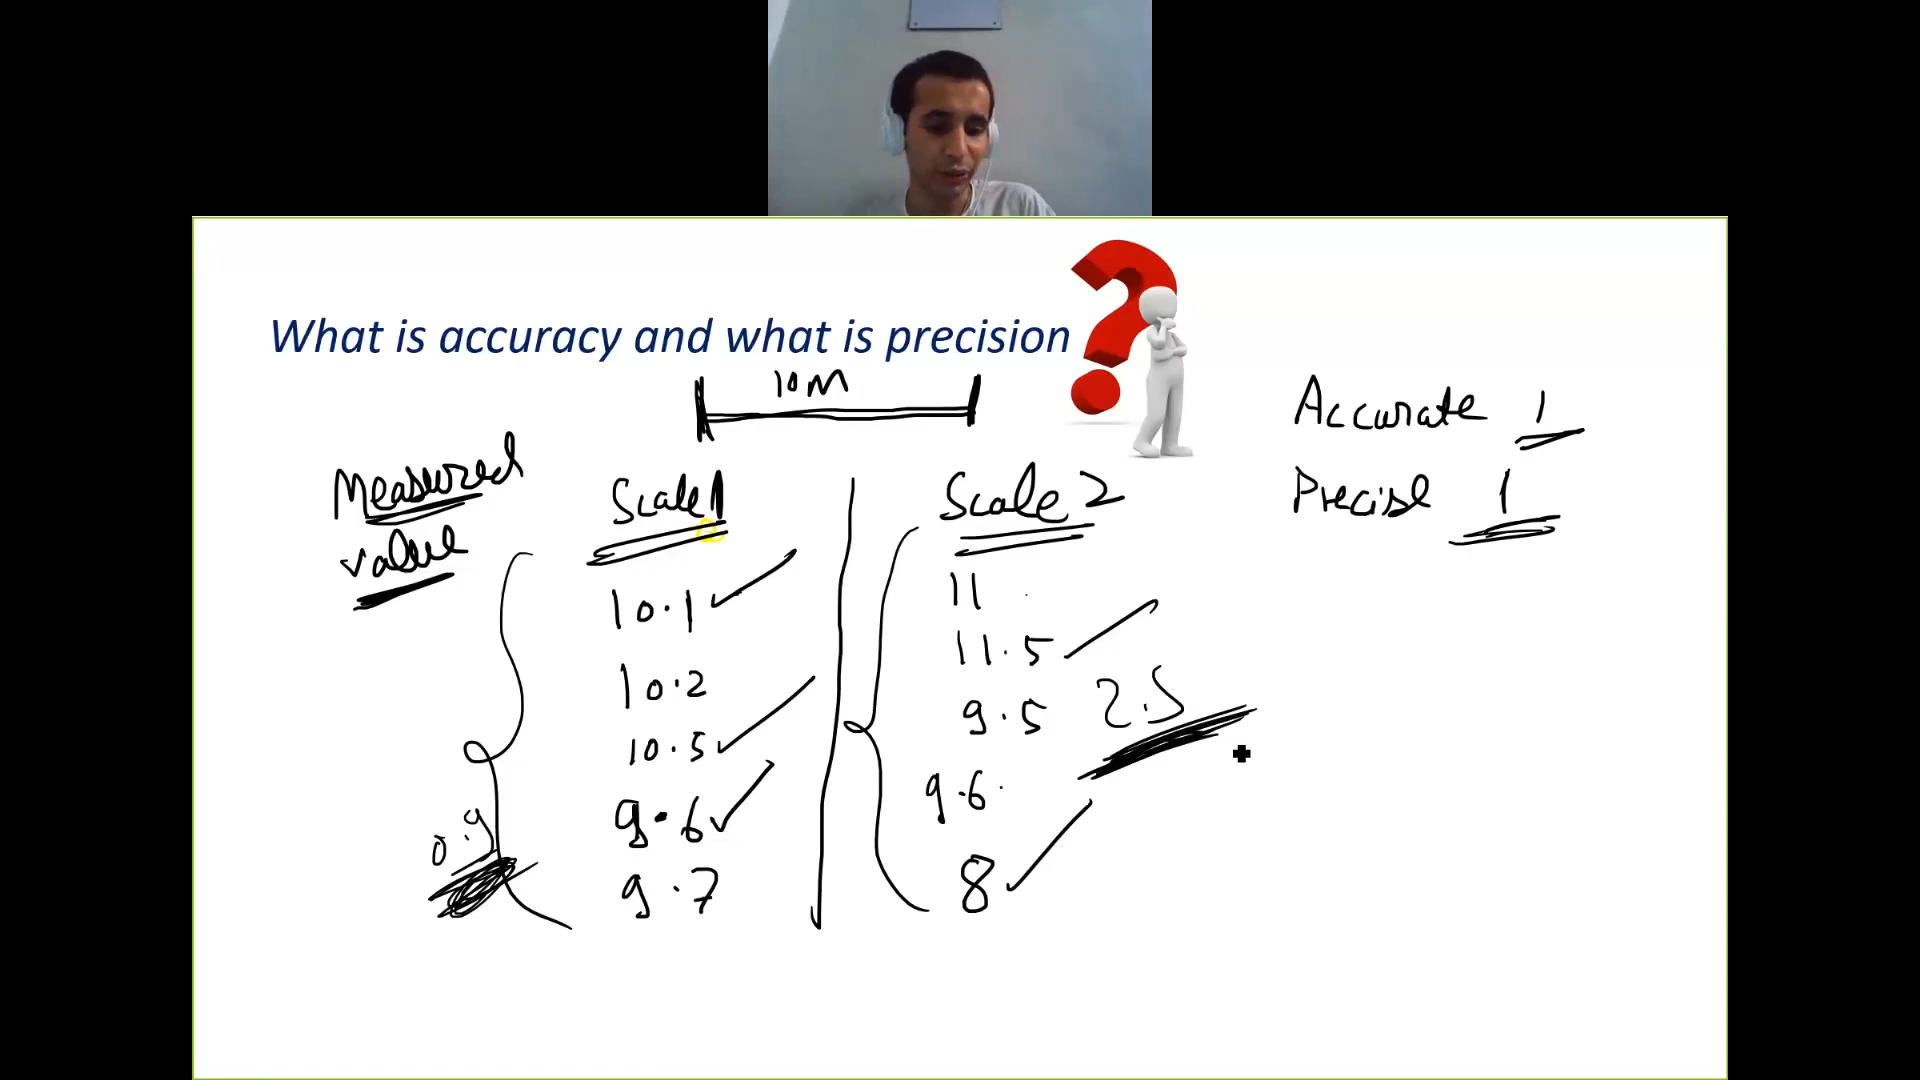 What is accuracy and what is precision
10M
Accurate 1
Measured
value
Scale 1
Scale 2
Precise 1
10.1
11
10.2
11.5
10.5
9.5
2.5
9.6
9.6
0.9
9.7
8